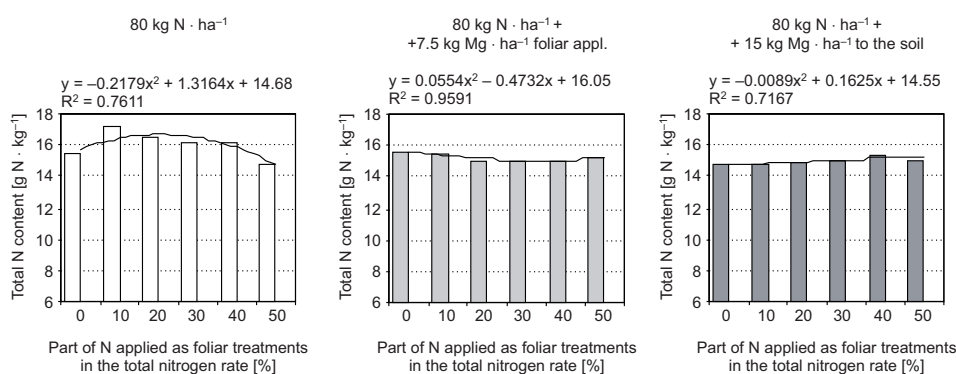 80 kg N · ha⁻¹
y = –0.2179x² + 1.3164x + 14.68
R² = 0.7611
Total N content [g N · kg⁻¹]
18
16
14
12
10
8
6
0 10 20 30 40 50
Part of N applied as foliar treatments
in the total nitrogen rate [%]
80 kg N · ha⁻¹ +
+7.5 kg Mg · ha⁻¹ foliar appl.
y = 0.0554x² – 0.4732x + 16.05
R² = 0.9591
Total N content [g N · kg⁻¹]
18
16
14
12
10
8
6
0 10 20 30 40 50
Part of N applied as foliar treatments
in the total nitrogen rate [%]
80 kg N · ha⁻¹ +
+ 15 kg Mg · ha⁻¹ to the soil
y = –0.0089x² + 0.1625x + 14.55
R² = 0.7167
Total N content [g N · kg⁻¹]
18
16
14
12
10
8
6
0 10 20 30 40 50
Part of N applied as foliar treatments
in the total nitrogen rate [%]